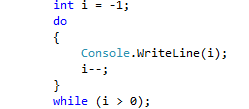 int i = -1;
do
{
    Console.WriteLine(i);
    i--;
}
while (i > 0);